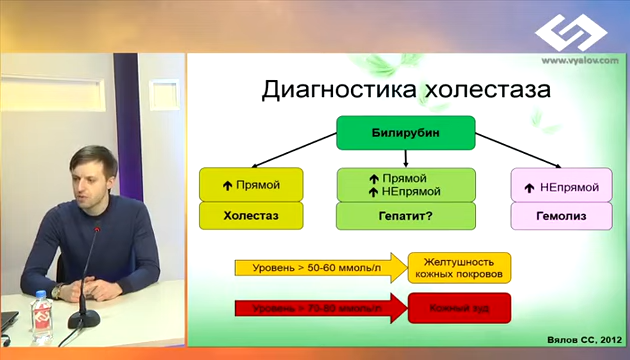 www.vyalov.com
Диагностика холестаза
Билирубин
Прямой
Холестаз
Прямой
НЕпрямой
Гепатит?
НЕпрямой
Гемолиз
Уровень > 50-60 ммоль/л
Желтушность
кожных покровов
Уровень > 70-80 ммоль/л
Кожный зуд
Вялов СС, 2012